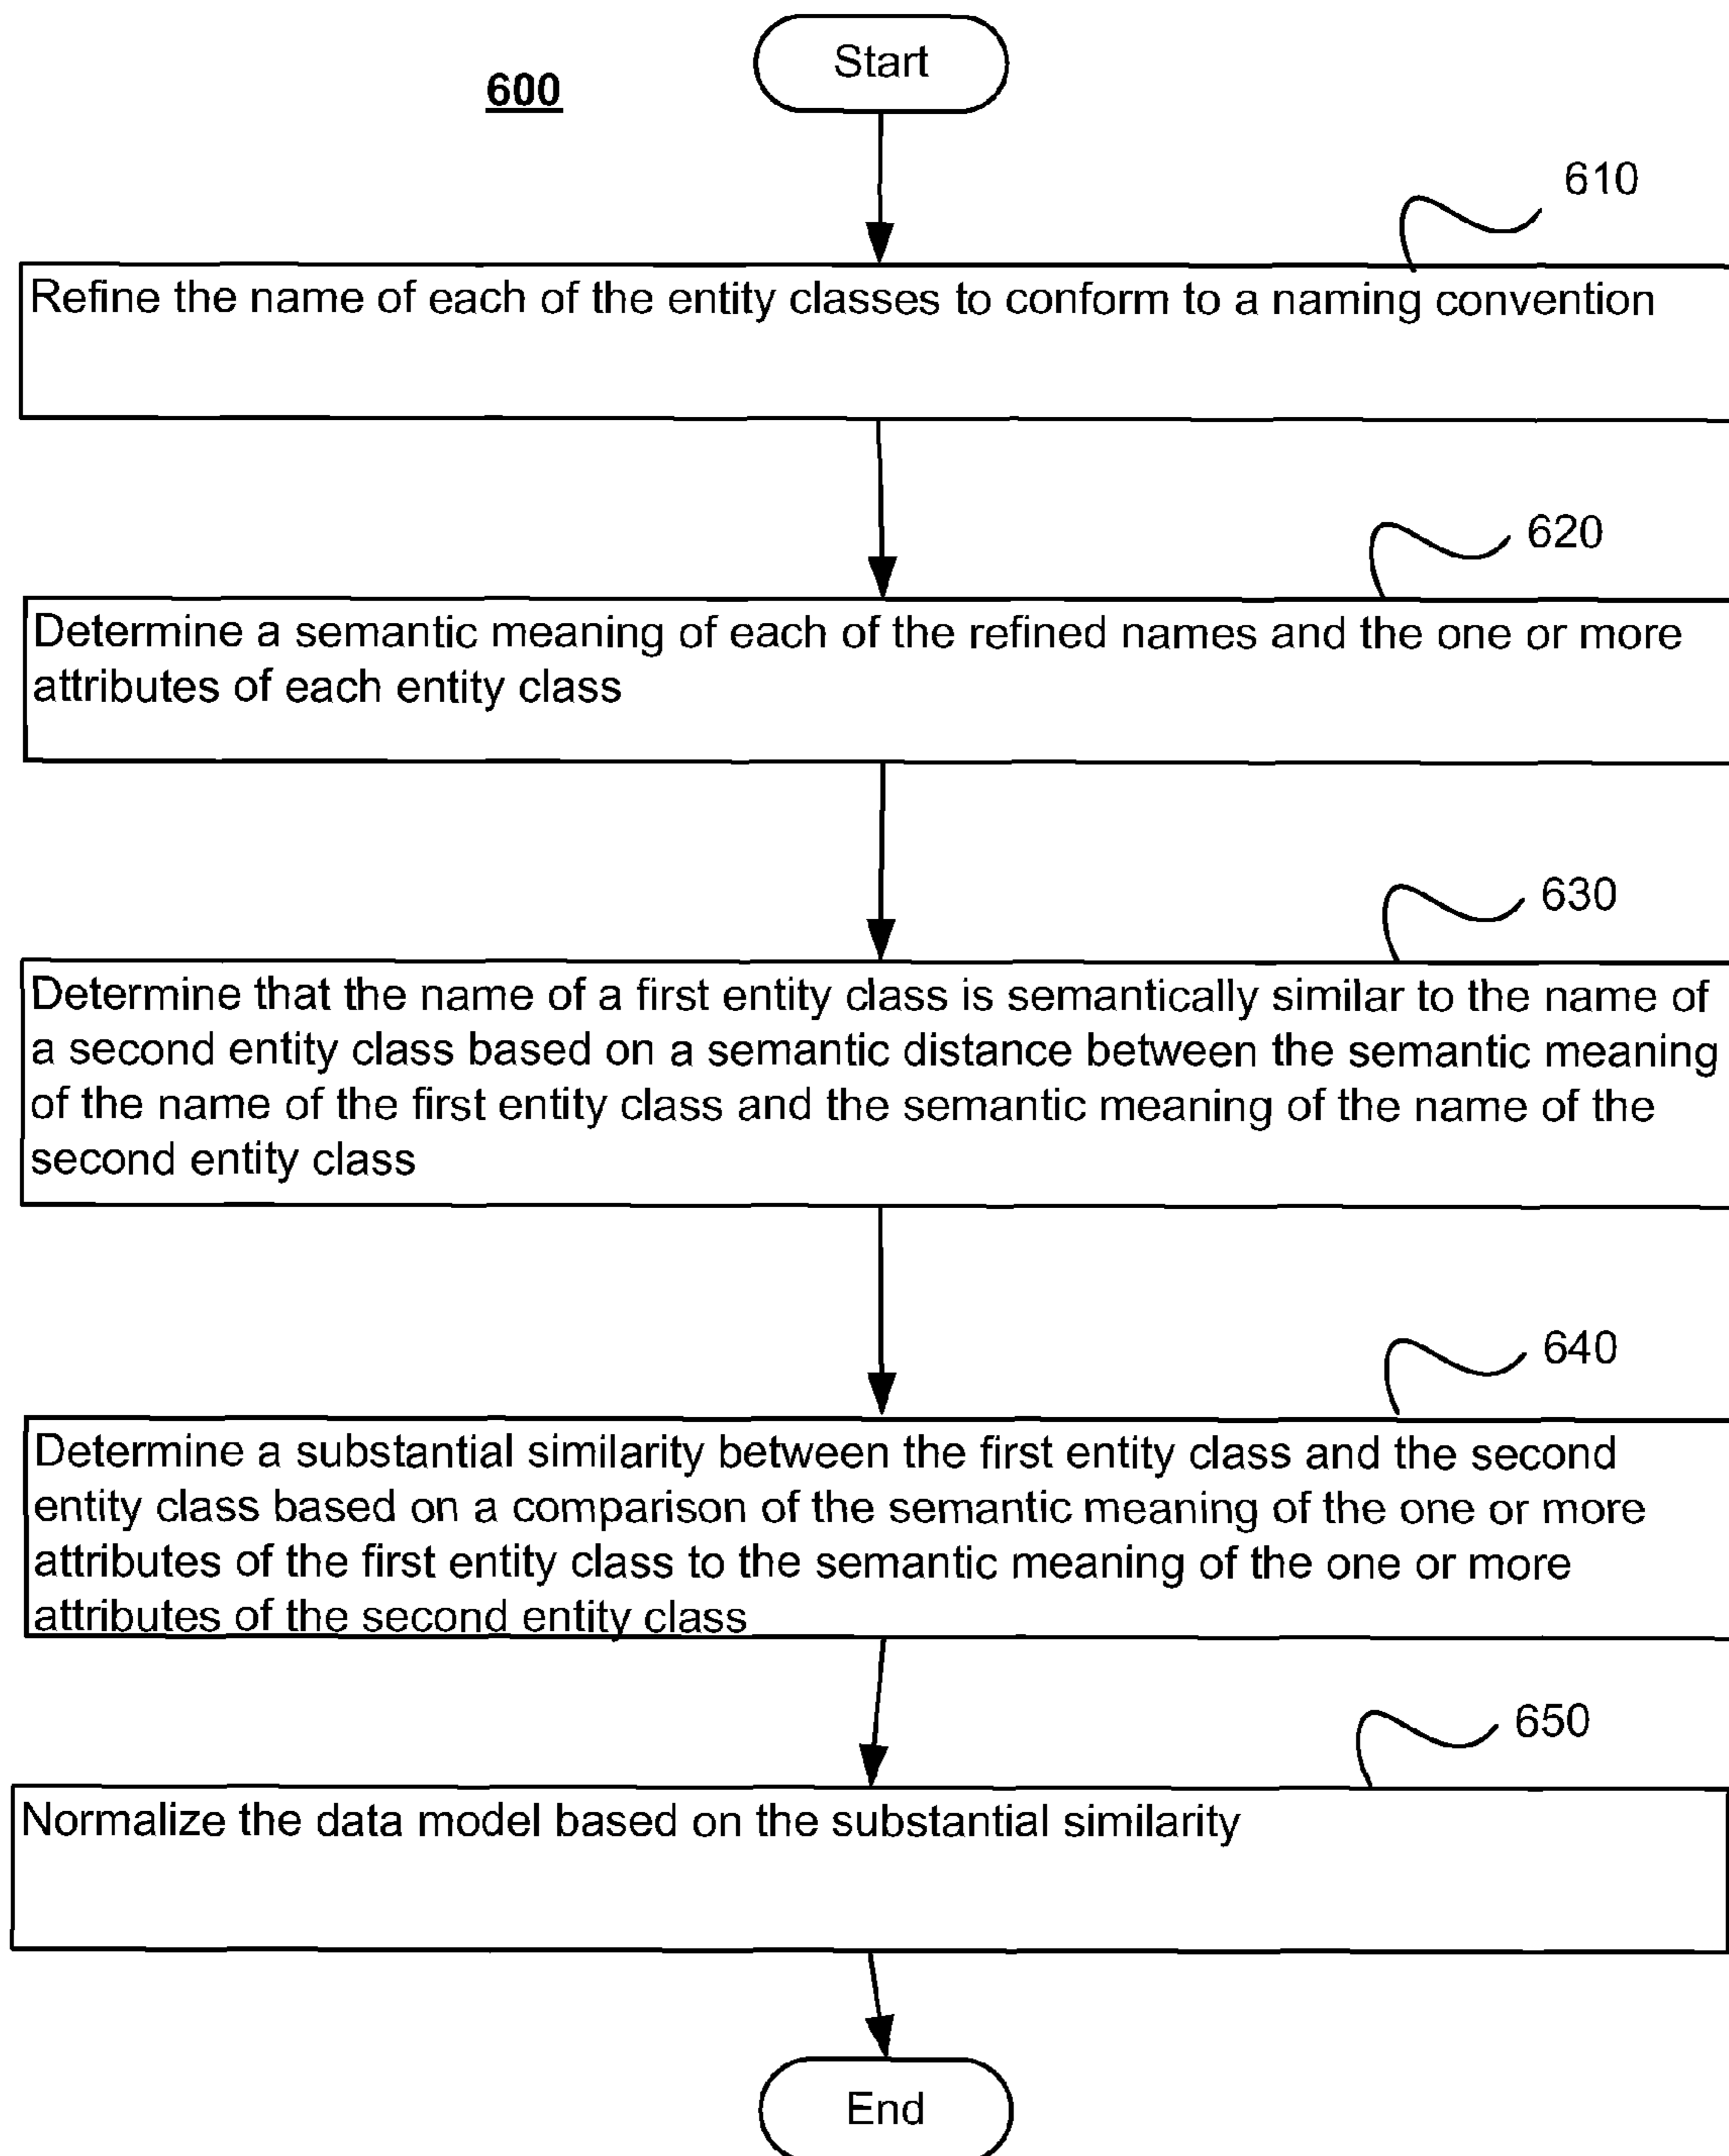 Start
600
610
Refine the name of each of the entity classes to conform to a naming convention
620
Determine a semantic meaning of each of the refined names and the one or more
attributes of each entity class
630
Determine that the name of a first entity class is semantically similar to the name of
a second entity class based on a semantic distance between the semantic meaning
of the name of the first entity class and the semantic meaning of the name of the
second entity class
640
Determine a substantial similarity between the first entity class and the second
entity class based on a comparison of the semantic meaning of the one or more
attributes of the first entity class to the semantic meaning of the one or more
attributes of the second entity class
650
Normalize the data model based on the substantial similarity
End